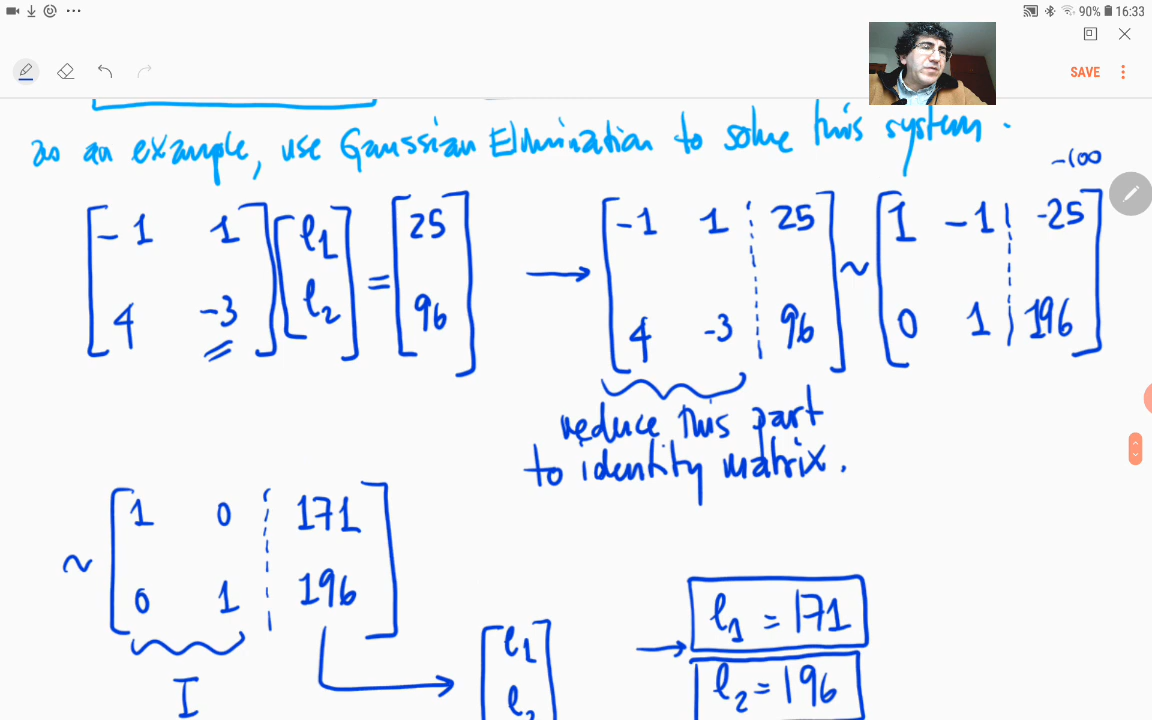 90% 16:33
SAVE
as an example, use Gaussian Elimination to solve this system.
-100
[-1 1] [l1] = [25] → [-1 1 ¦ 25] ~ [1 -1 ¦ -25]
[4 -3] [l2] [96] [4 -3 ¦ 96] [0 1 ¦ 196]
reduce this part
to identity matrix.
~ [1 0 ¦ 171]
[0 1 ¦ 196]
I
[l1] → l1 = 171
[l2 l2 = 196